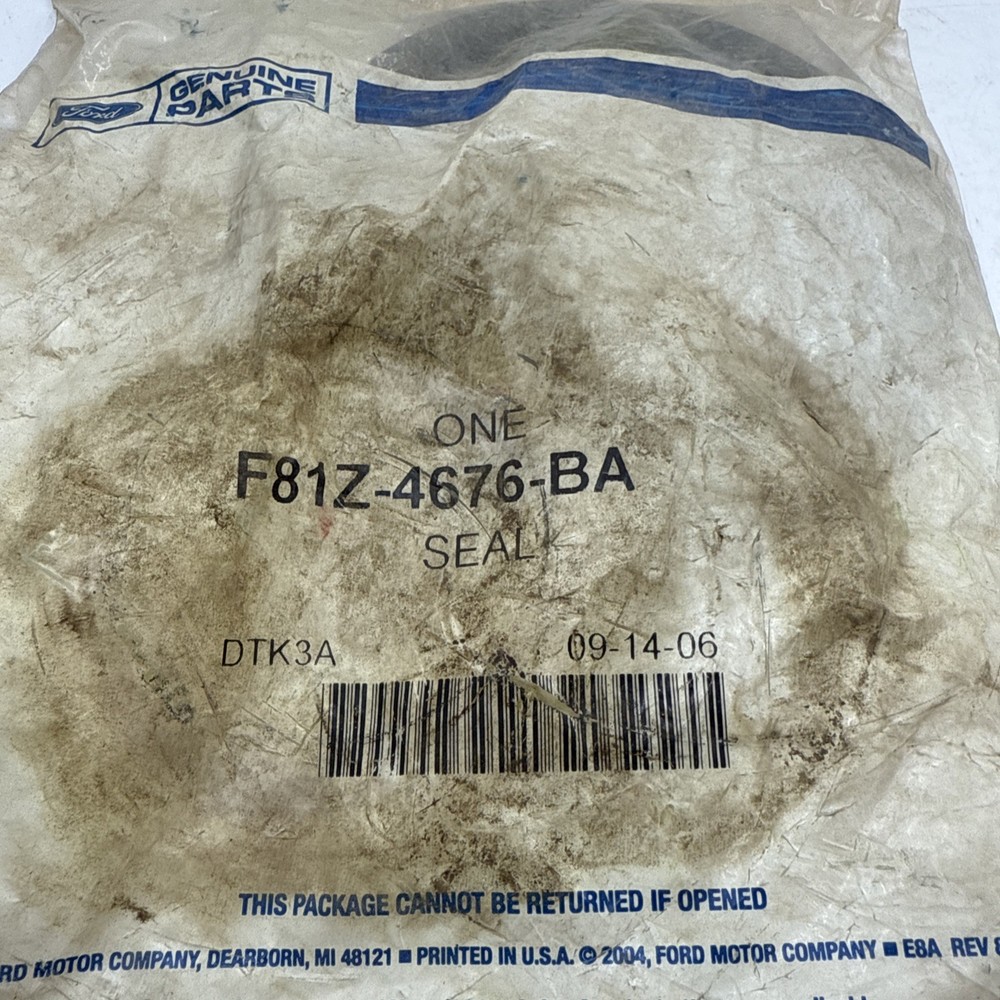 Ford GENUINE PARTS
ONE
F81Z-4676-BA
SEAL
DTK3A 09-14-06
THIS PACKAGE CANNOT BE RETURNED IF OPENED
RD MOTOR COMPANY, DEARBORN, MI 48121 ■ PRINTED IN U.S.A. © 2004, FORD MOTOR COMPANY ■ E8A REV